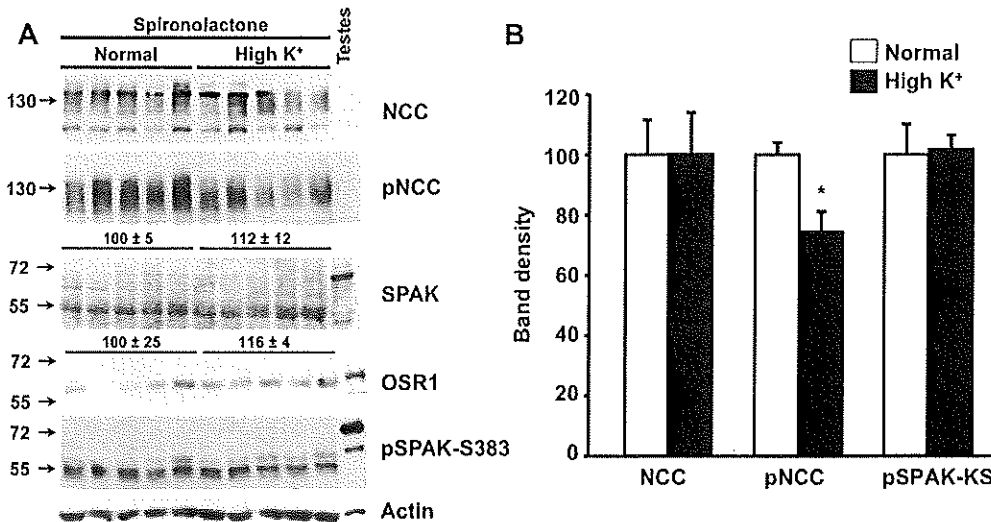 A
Spironolactone
Normal
High K⁺
Testes
130→
NCC
130→
pNCC
100 ± 5
112 ± 12
72→
55→
SPAK
100 ± 25
116 ± 4
72→
55→
OSR1
72→
55→
pSPAK-S383
Actin
B
Normal
High K⁺
Band density
120
100
80
60
40
20
0
*
NCC
pNCC
pSPAK-KS